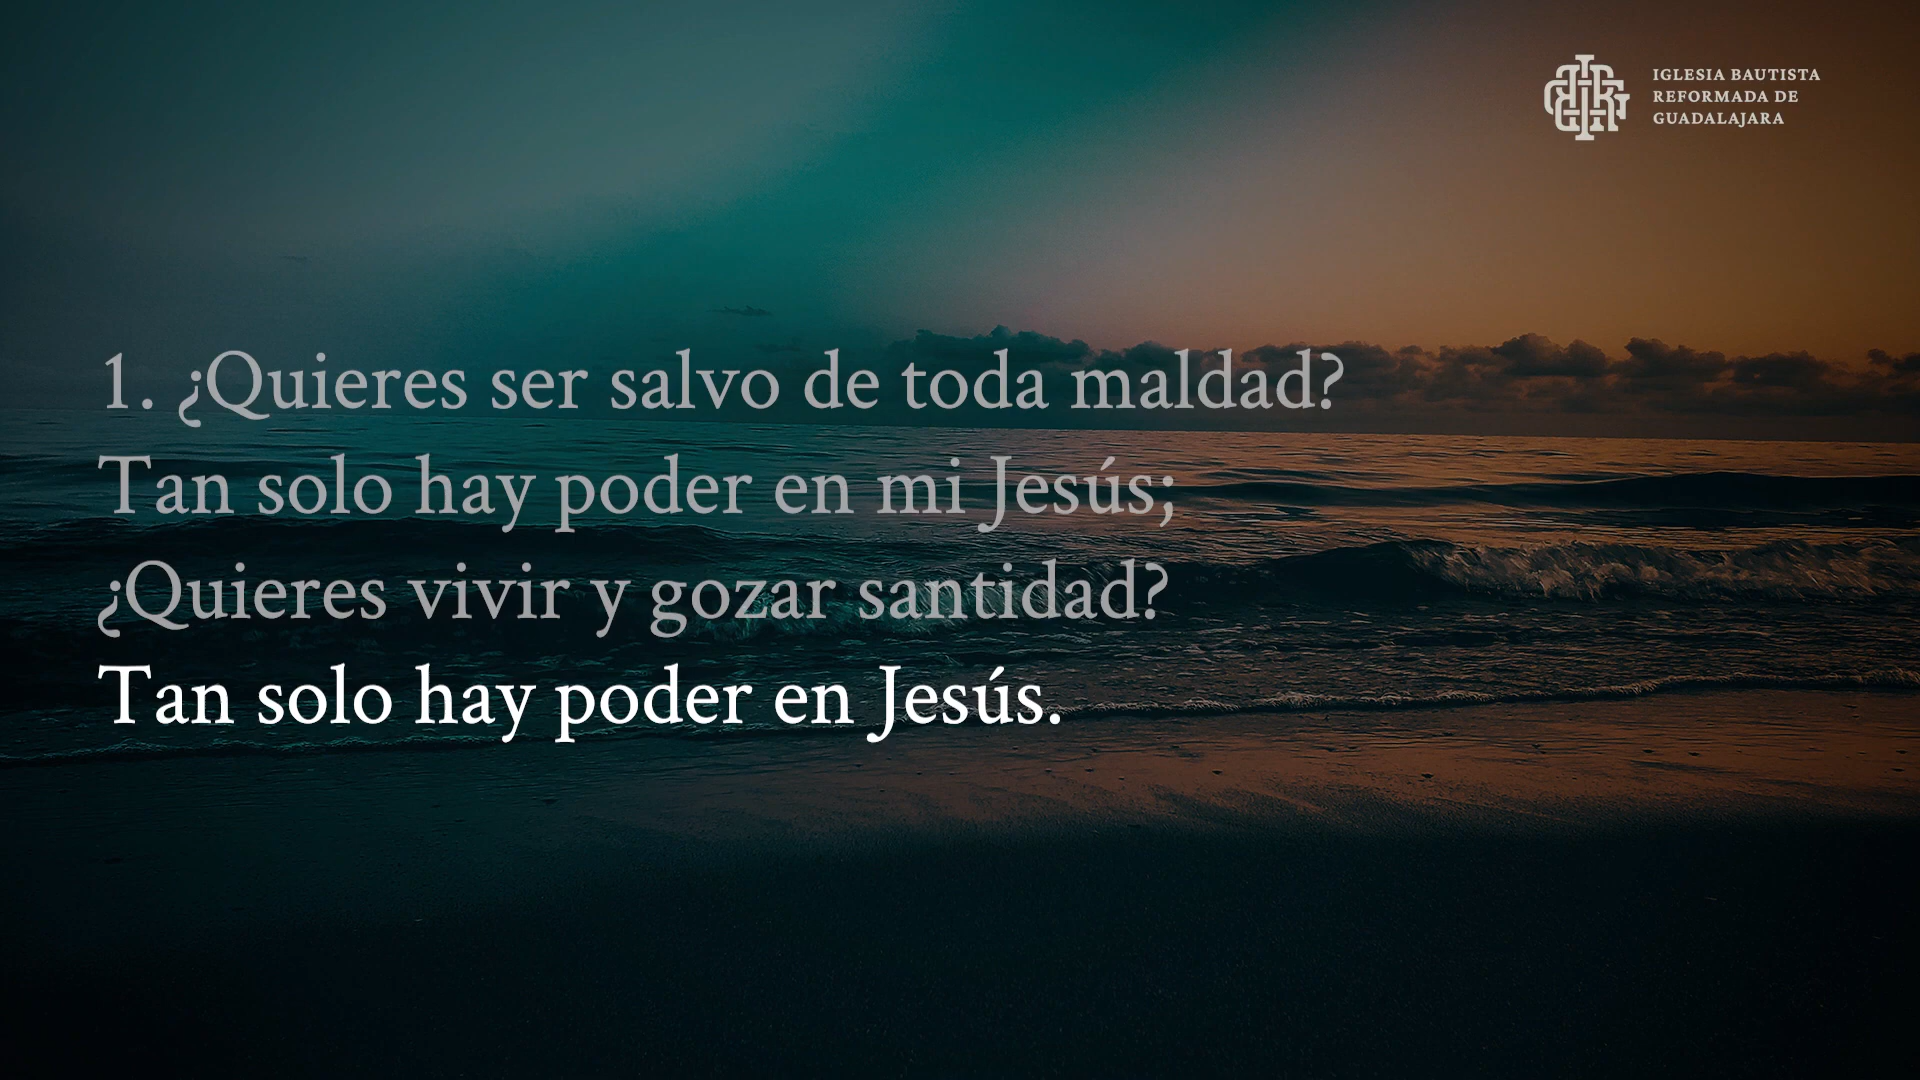 IGLESIA BAUTISTA
REFORMADA DE
GUADALAJARA
1. ¿Quieres ser salvo de toda maldad?
Tan solo hay poder en mi Jesús;
¿Quieres vivir y gozar santidad?
Tan solo hay poder en Jesús.